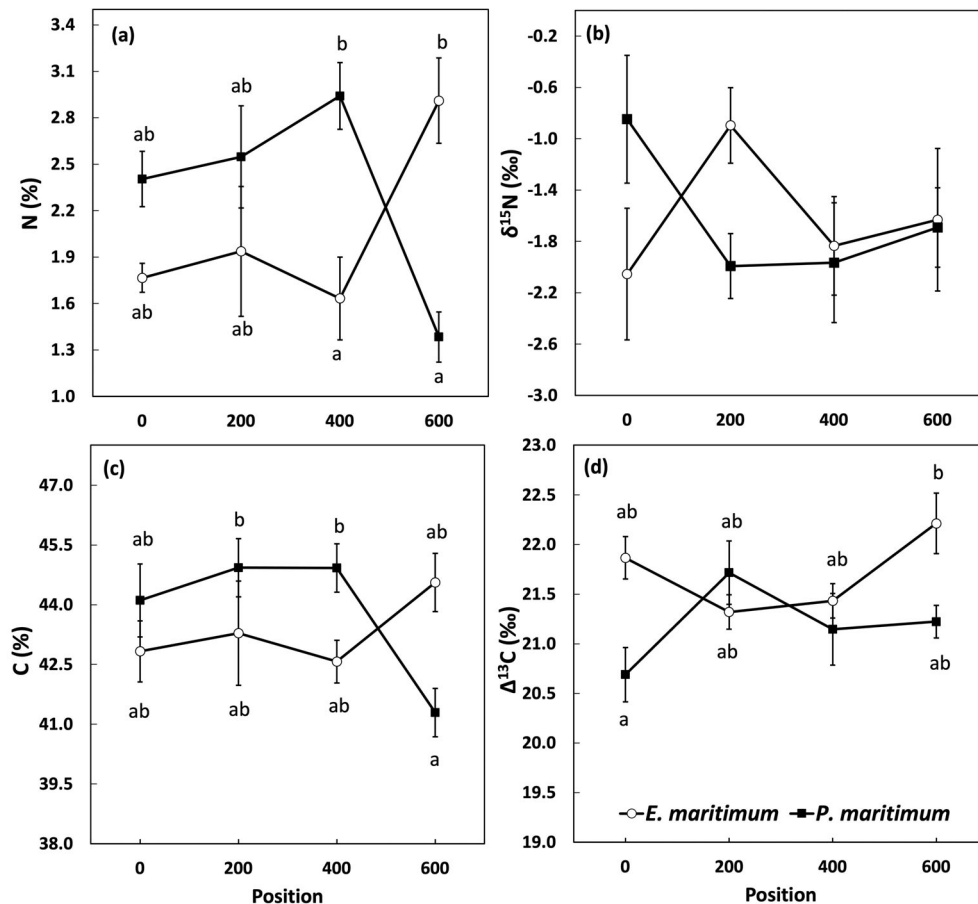 (a)
3.4
3.1
2.8
2.5
2.2
1.9
1.6
1.3
1.0
N (%)
ab
ab
b
b
ab
ab
a
a
0 200 400 600
(b)
-0.2
-0.6
-1.0
-1.4
-1.8
-2.2
-2.6
-3.0
δ¹⁵N (‰)
0 200 400 600
(c)
47.0
45.5
44.0
42.5
41.0
39.5
38.0
C (%)
ab
b
b
ab
ab
ab
ab
a
0 200 400 600
Position
(d)
23.0
22.5
22.0
21.5
21.0
20.5
20.0
19.5
19.0
Δ¹³C (‰)
ab
ab
ab
b
a
ab
ab
E. maritimum P. maritimum
0 200 400 600
Position